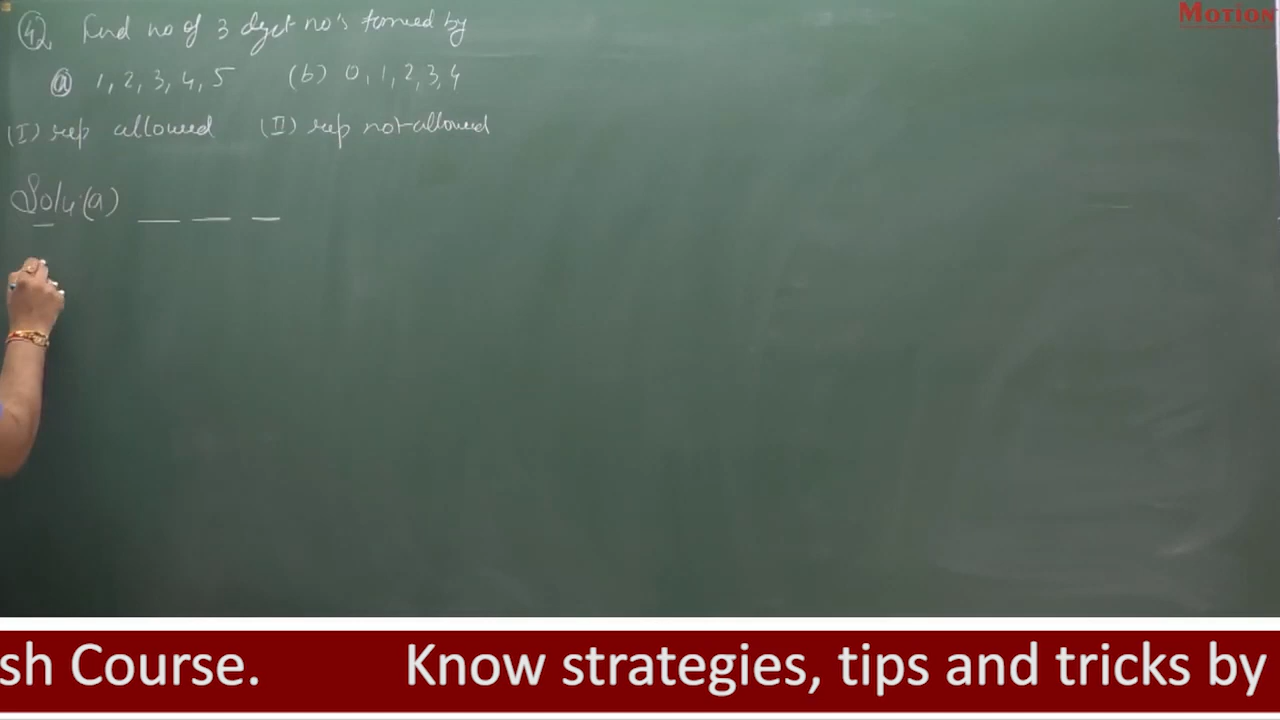 MOTION
Q4 Find no of 3 digit no's formed by
(a) 1, 2, 3, 4, 5 (b) 0, 1, 2, 3, 4
(I) rep allowed (II) rep not allowed
Solu:(a) __ __ __
sh Course. Know strategies, tips and tricks by